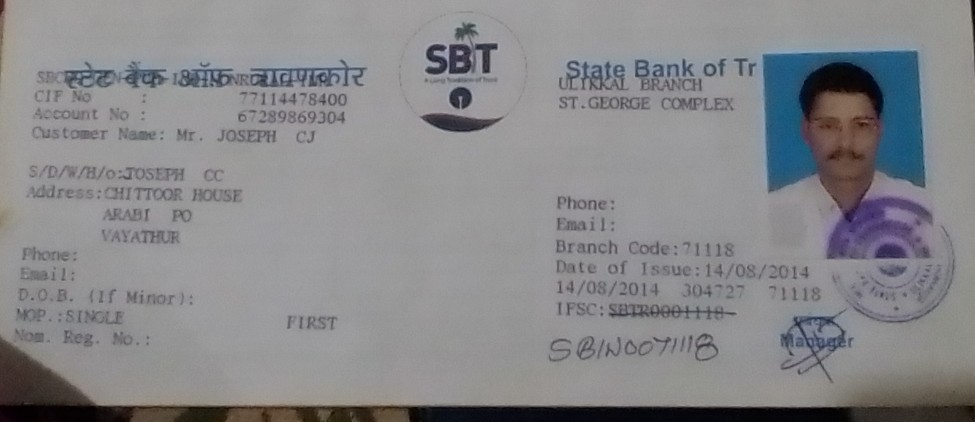 स्टेट बैंक ऑफ़ त्रावणकोर
CIF No : 77114478400
Account No : 67289869304
Customer Name: Mr. JOSEPH CJ
S/D/W/H/o:JOSEPH CC
Address:CHITTOOR HOUSE
ARABI PO
VAYATHUR
Phone:
Email:
D.O.B. (If Minor):
MOP.:SINGLE FIRST
Nom. Reg. No.:
SBT
A Long Tradition of Trust
State Bank of Tr
ULIKKAL BRANCH
ST.GEORGE COMPLEX
Phone:
Email:
Branch Code:71118
Date of Issue:14/08/2014
14/08/2014 304727 71118
IFSC:SBTR0001118
SBIN0071118
Manager